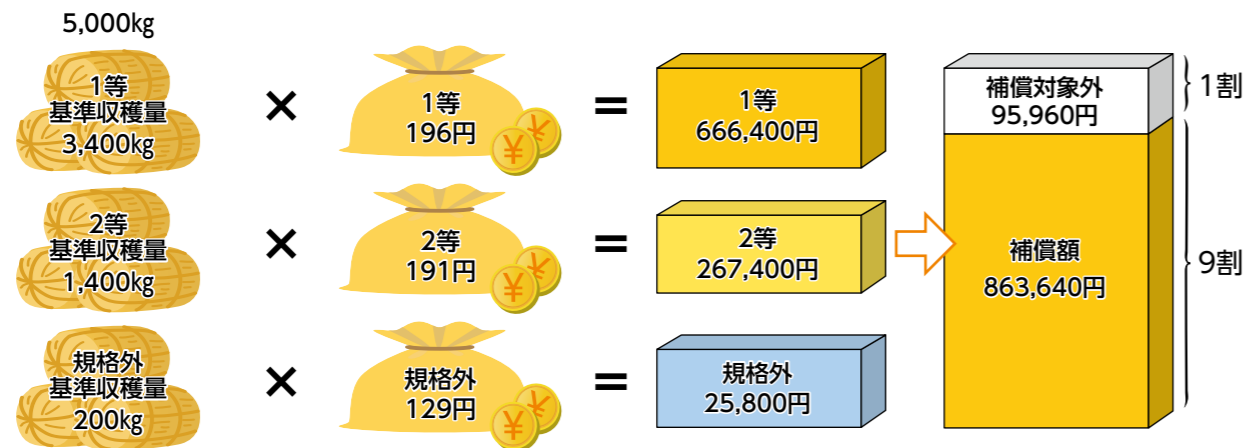 5,000kg
1等
基準収穫量
3,400kg
×
1等
196円
=
1等
666,400円
2等
基準収穫量
1,400kg
×
2等
191円
=
2等
267,400円
規格外
基準収穫量
200kg
×
規格外
129円
=
規格外
25,800円
補償対象外
95,960円
1割
補償額
863,640円
9割